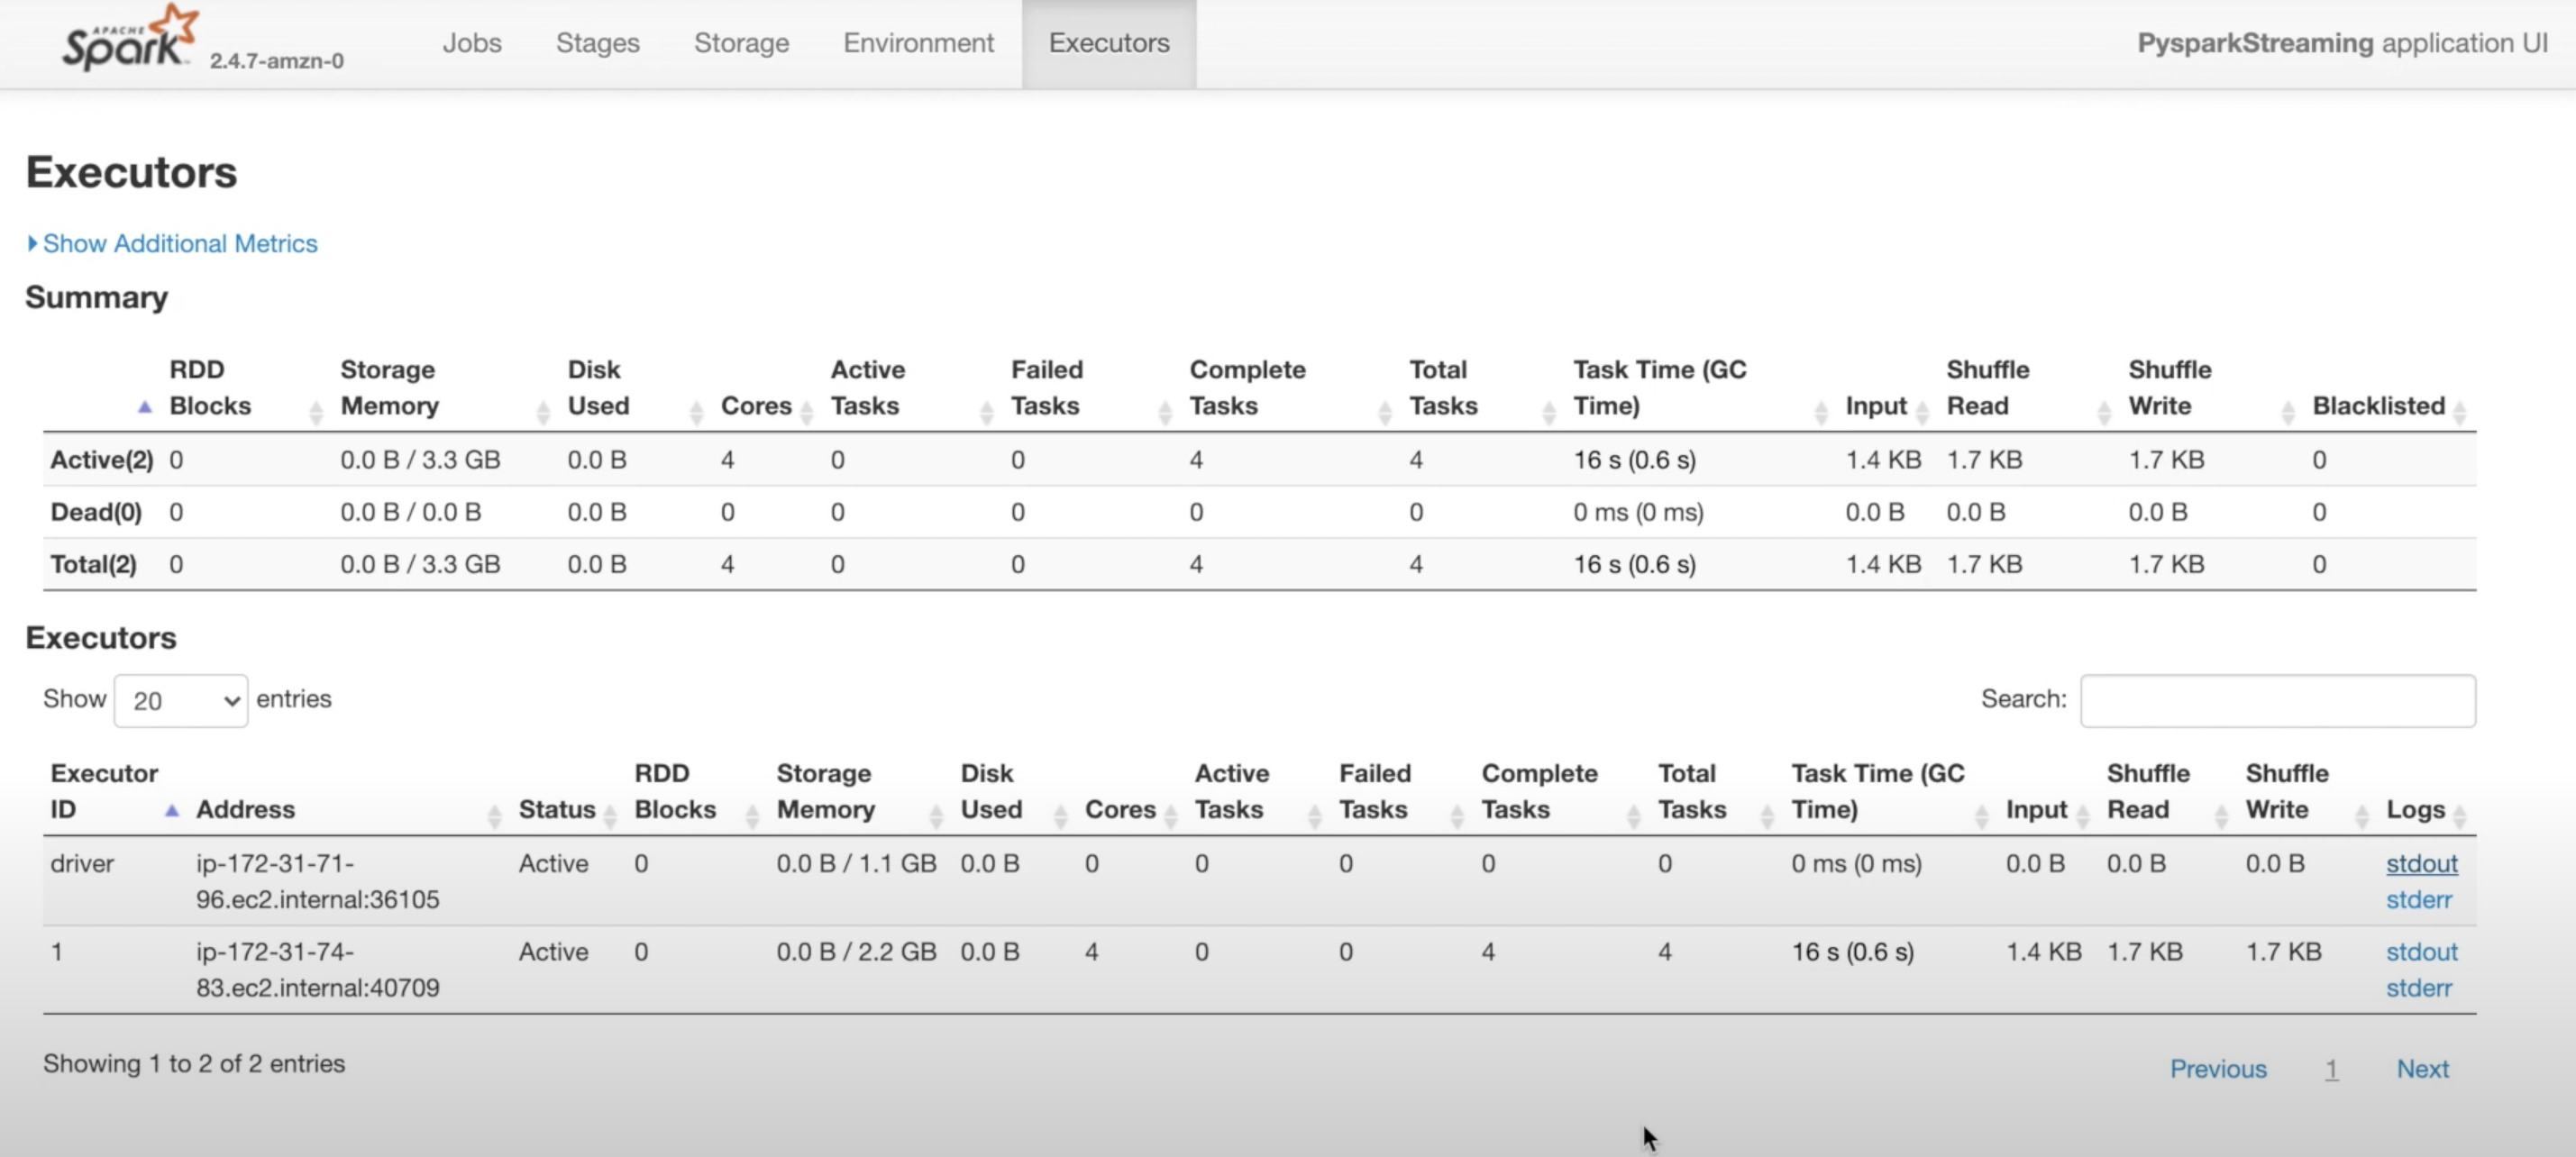 APACHE
Spark 2.4.7-amzn-0 Jobs Stages Storage Environment Executors PysparkStreaming application UI
Executors
Show Additional Metrics
Summary
RDD Blocks Storage Memory Disk Used Cores Active Tasks Failed Tasks Complete Tasks Total Tasks Task Time (GC Time) Input Shuffle Read Shuffle Write Blacklisted
Active(2) 0 0.0 B / 3.3 GB 0.0 B 4 0 0 4 4 16 s (0.6 s) 1.4 KB 1.7 KB 1.7 KB 0
Dead(0) 0 0.0 B / 0.0 B 0.0 B 0 0 0 0 0 0 ms (0 ms) 0.0 B 0.0 B 0.0 B 0
Total(2) 0 0.0 B / 3.3 GB 0.0 B 4 0 0 4 4 16 s (0.6 s) 1.4 KB 1.7 KB 1.7 KB 0
Executors
Show 20 entries Search:
Executor ID Address Status RDD Blocks Storage Memory Disk Used Cores Active Tasks Failed Tasks Complete Tasks Total Tasks Task Time (GC Time) Input Shuffle Read Shuffle Write Logs
driver ip-172-31-71- Active 0 0.0 B / 1.1 GB 0.0 B 0 0 0 0 0 0 ms (0 ms) 0.0 B 0.0 B 0.0 B stdout
96.ec2.internal:36105 stderr
1 ip-172-31-74- Active 0 0.0 B / 2.2 GB 0.0 B 4 0 0 4 4 16 s (0.6 s) 1.4 KB 1.7 KB 1.7 KB stdout
83.ec2.internal:40709 stderr
Showing 1 to 2 of 2 entries Previous 1 Next